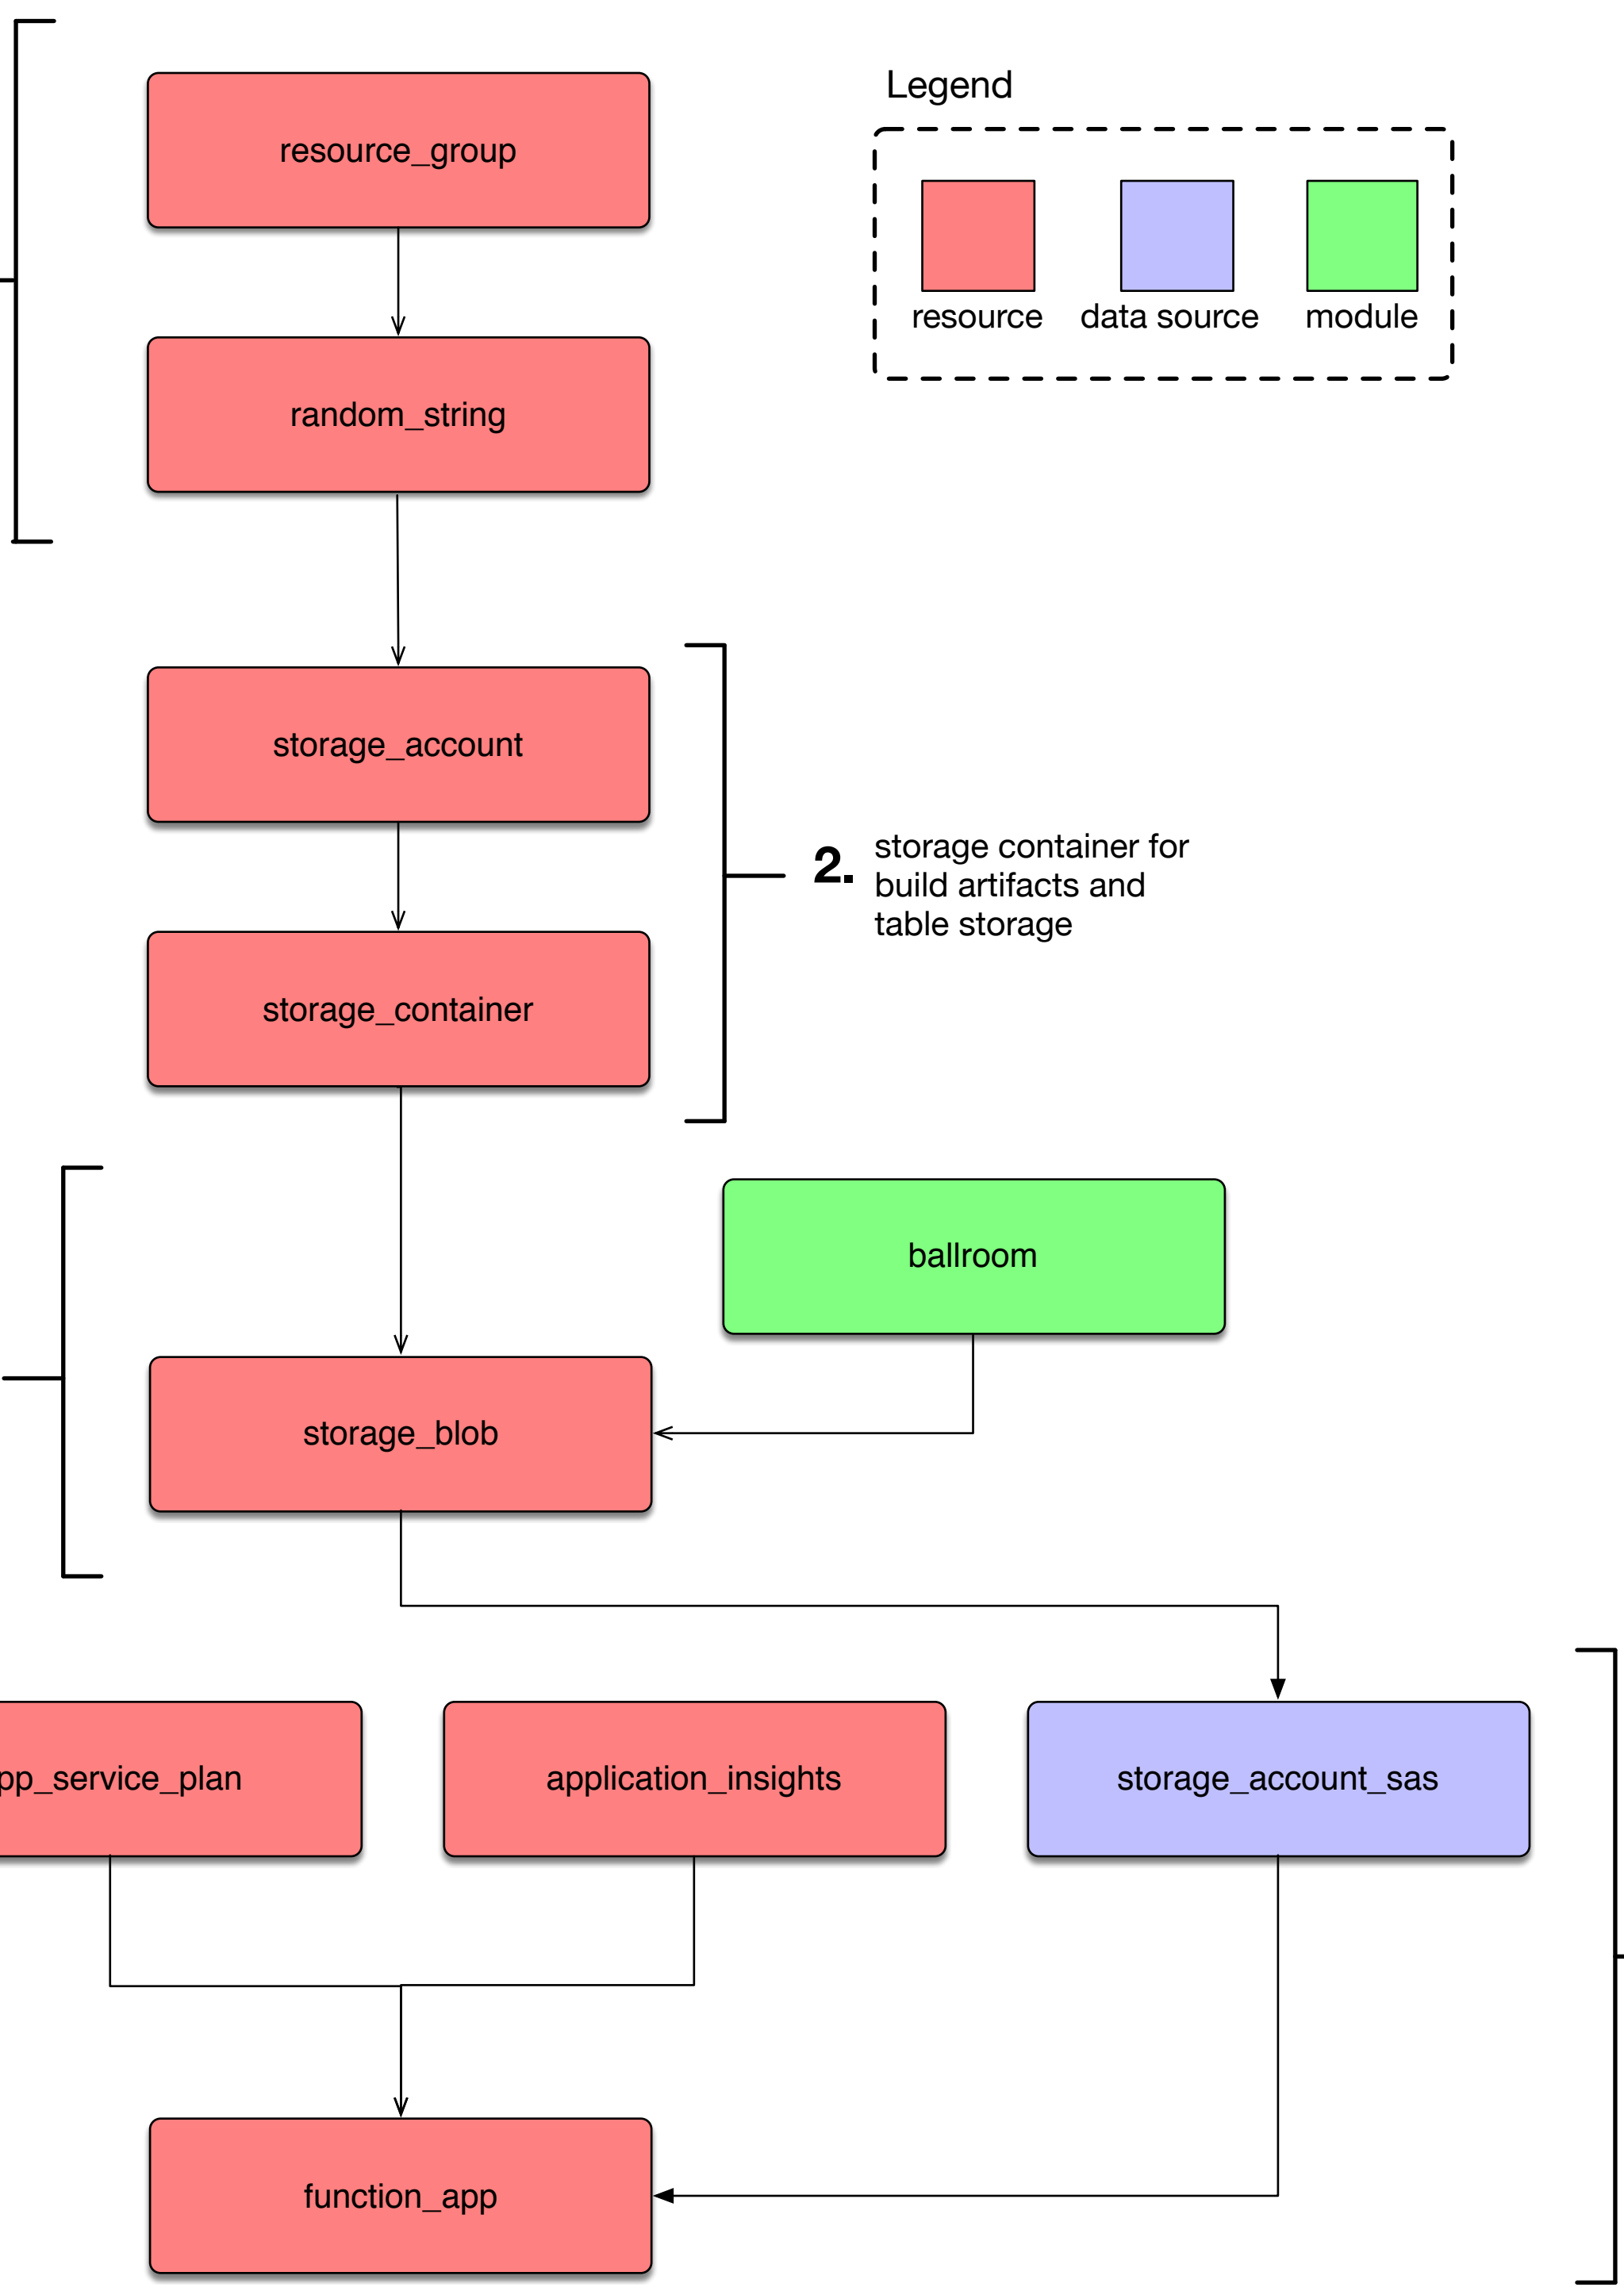 resource_group
Legend
resource
data source
module
random_string
storage_account
2. storage container for
build artifacts and
table storage
storage_container
ballroom
storage_blob
pp_service_plan
application_insights
storage_account_sas
function_app